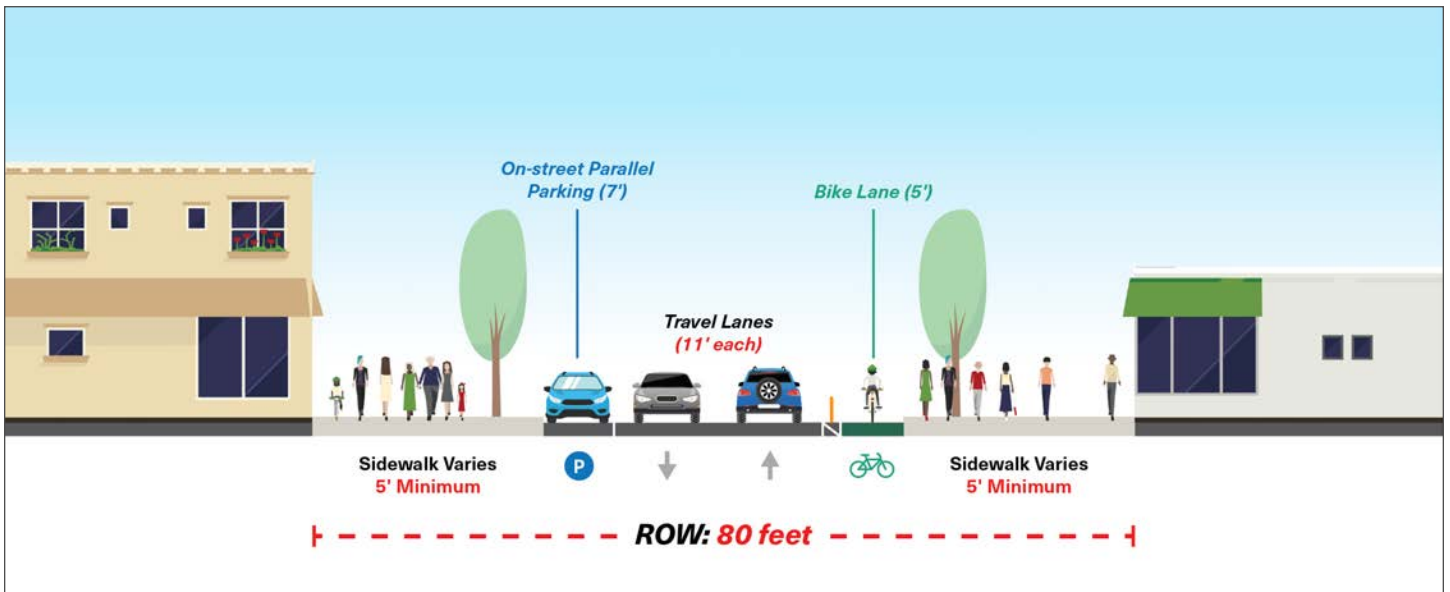 On-street Parallel
Parking (7')
Bike Lane (5')
Travel Lanes
(11' each)
P
Sidewalk Varies
5' Minimum
Sidewalk Varies
5' Minimum
ROW: 80 feet